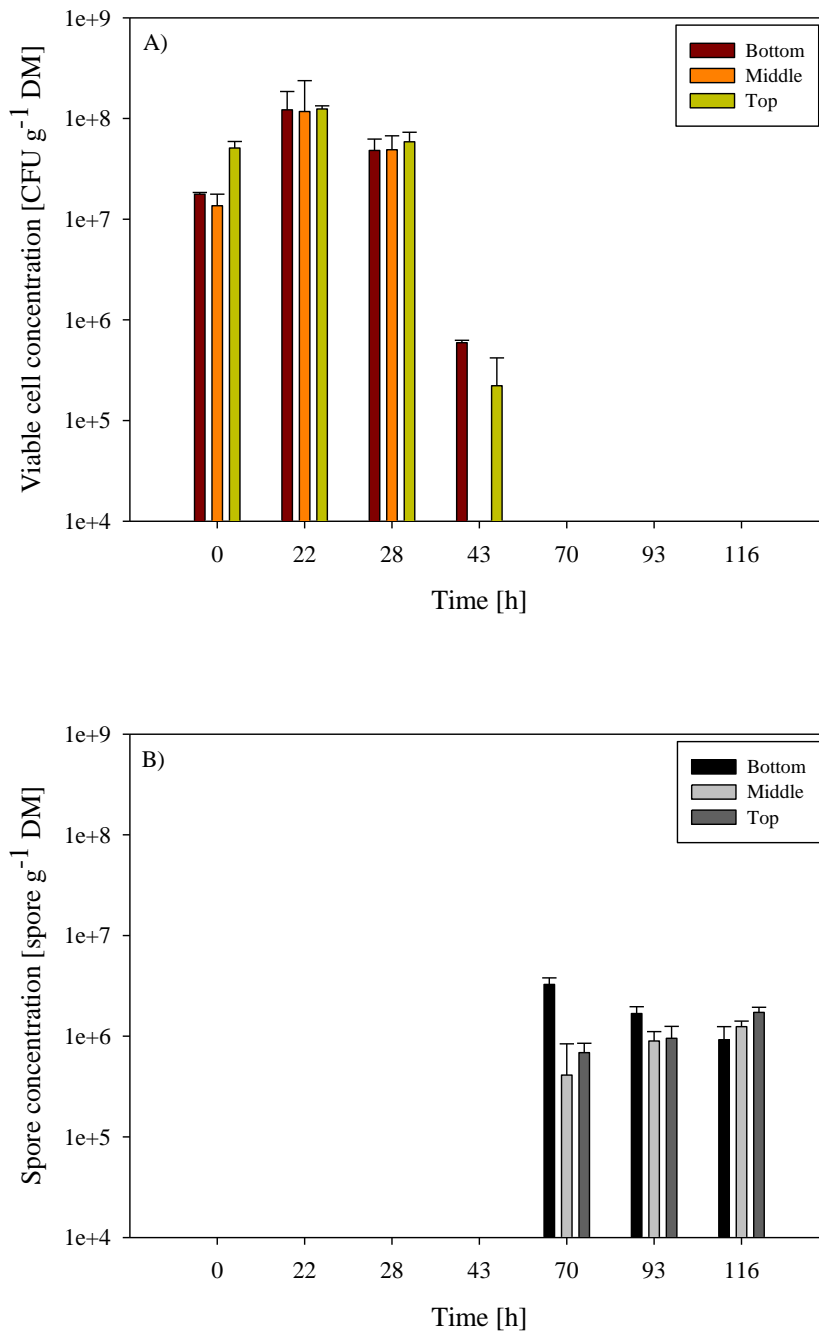 A)
Bottom
Middle
Top
Viable cell concentration [CFU g-1 DM]
1e+9
1e+8
1e+7
1e+6
1e+5
1e+4
0 22 28 43 70 93 116
Time [h]
B)
Bottom
Middle
Top
Spore concentration [spore g-1 DM]
1e+9
1e+8
1e+7
1e+6
1e+5
1e+4
0 22 28 43 70 93 116
Time [h]